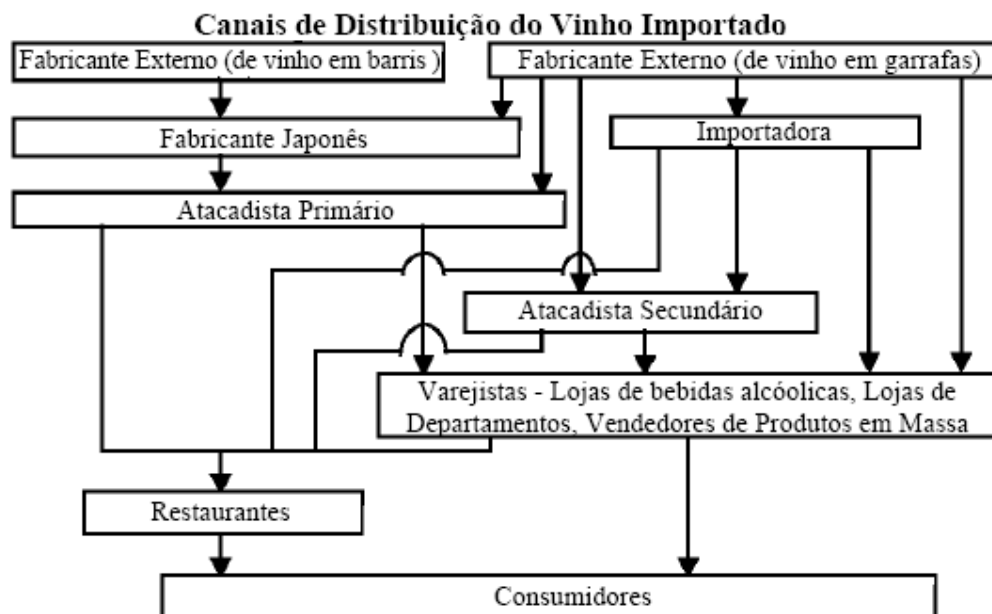 Canais de Distribuição do Vinho Importado
Fabricante Externo (de vinho em barris )
Fabricante Externo (de vinho em garrafas)
Fabricante Japonês
Importadora
Atacadista Primário
Atacadista Secundário
Varejistas - Lojas de bebidas alcóolicas, Lojas de
Departamentos, Vendedores de Produtos em Massa
Restaurantes
Consumidores